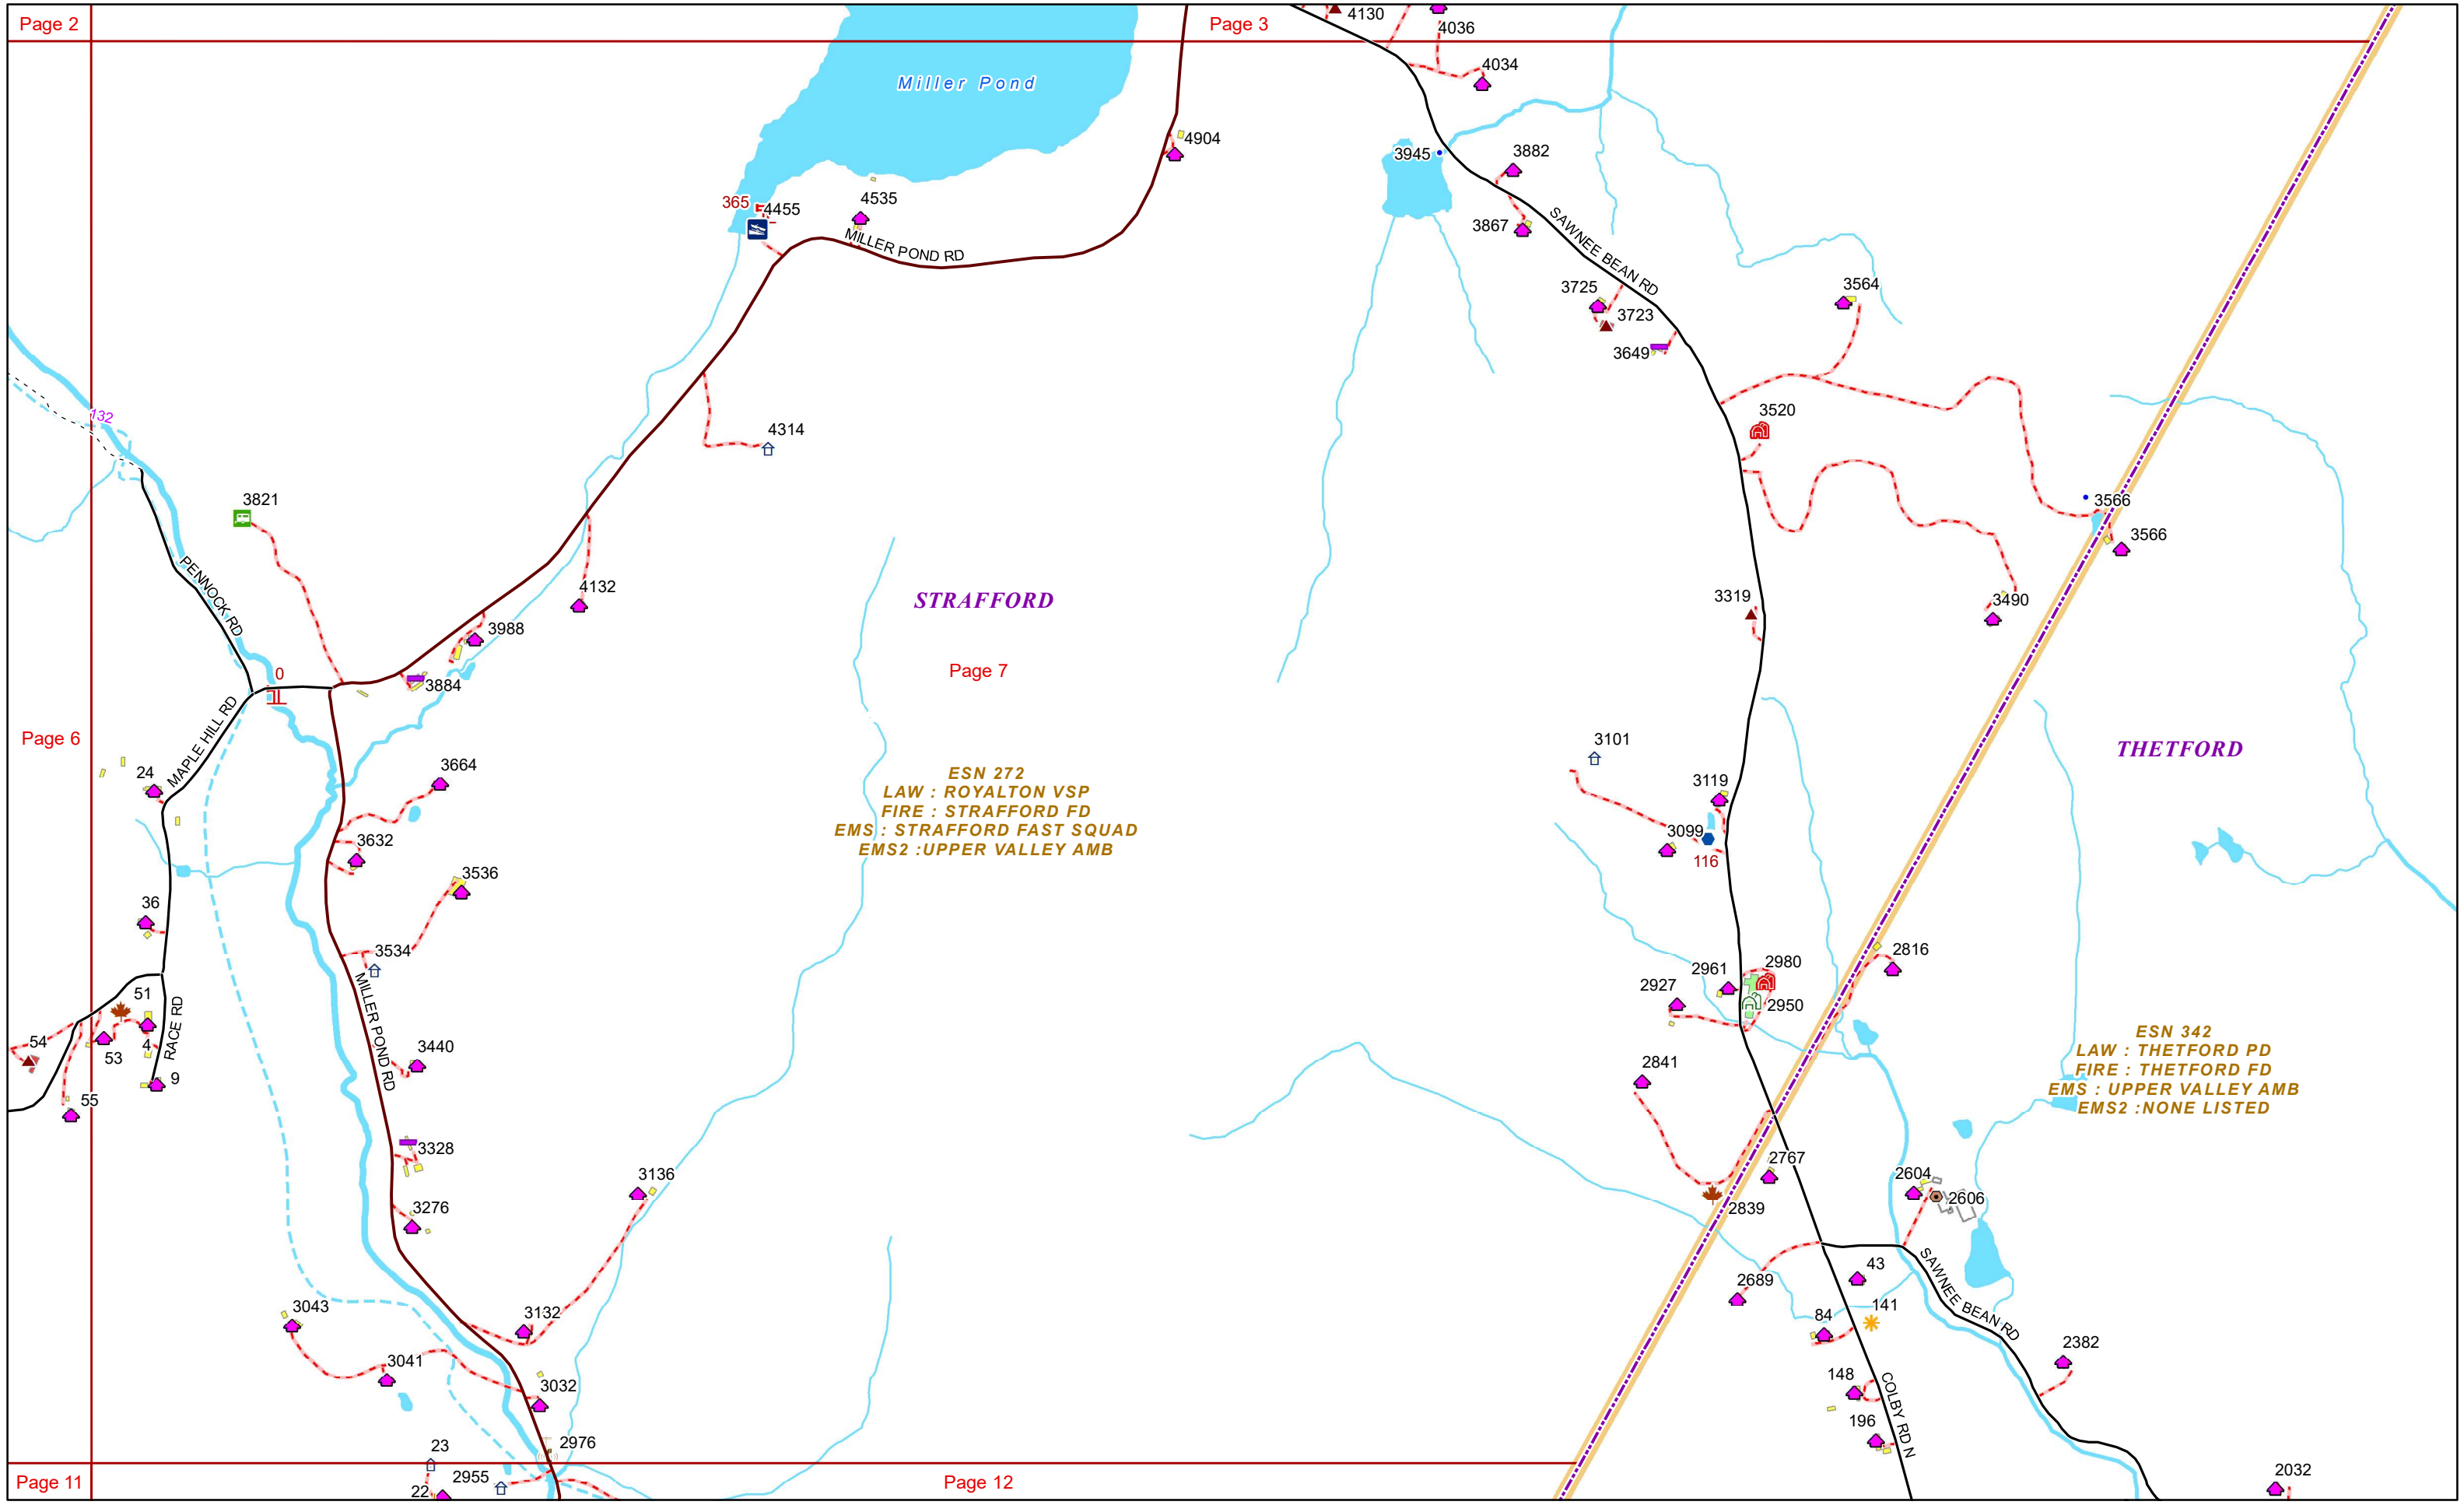 Page 2
Page 3
4130
4036
4034
Miller Pond
4904
3945
3882
365
4455
4535
3867
SAWNEE BEAN RD
MILLER POND RD
3725
3564
3723
3649
132
3520
4314
3821
3566
3566
PENNOCK RD
4132
STRAFFORD
3319
3490
3988
Page 7
0
3884
MAPLE HILL RD
Page 6
3101
THETFORD
24
3664
ESN 272
LAW : ROYALTON VSP
FIRE : STRAFFORD FD
EMS : STRAFFORD FAST SQUAD
EMS2 :UPPER VALLEY AMB
3119
3099
116
3632
3536
36
3534
2816
2961
2980
2927
2950
51
RACE RD
MILLER POND RD
54
53
4
9
3440
55
2841
ESN 342
LAW : THETFORD PD
FIRE : THETFORD FD
EMS : UPPER VALLEY AMB
EMS2 :NONE LISTED
3328
3136
2767
2604
2606
3276
2839
43
SAWNEE BEAN RD
2689
3043
3132
84
141
3041
2382
3032
148
COLBY RD N
196
23
2976
Page 11
22
2955
Page 12
2032